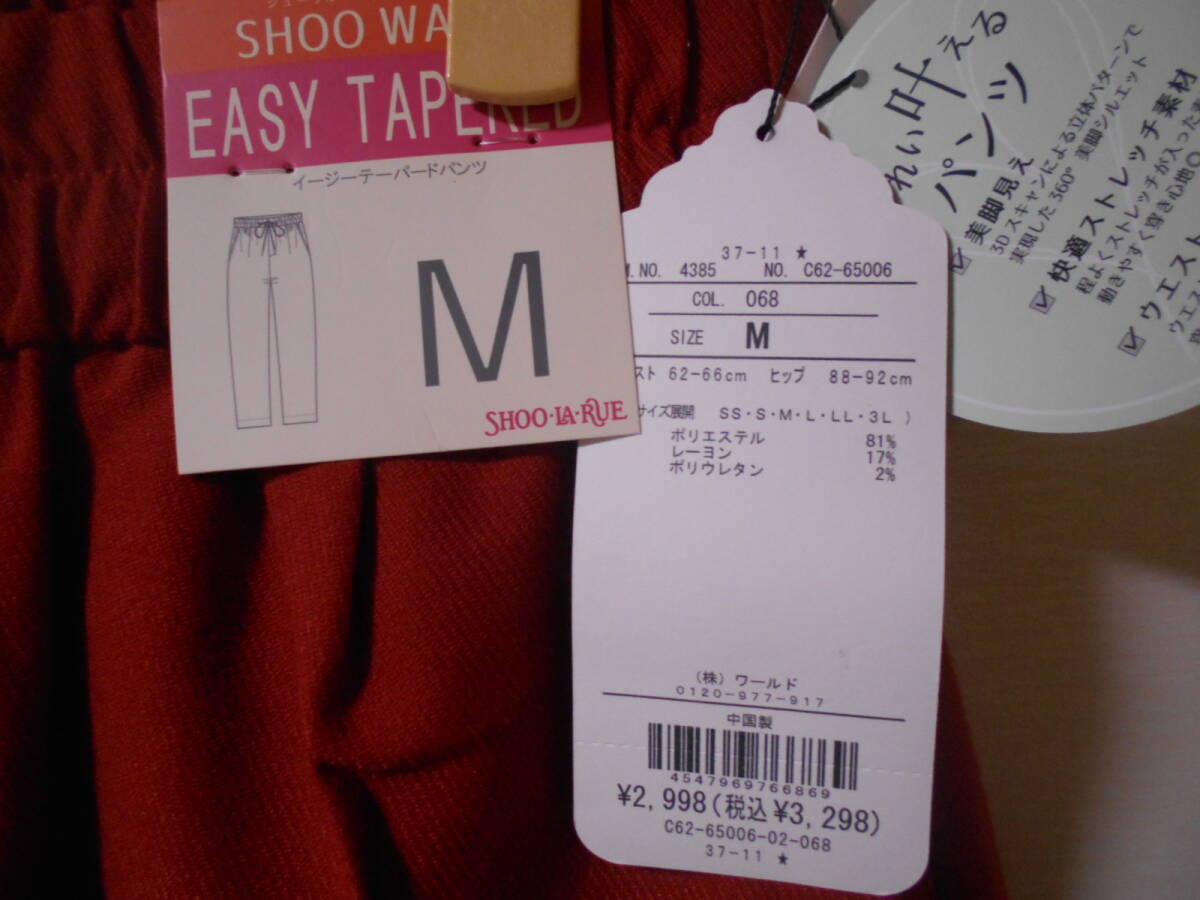 SHOO WA
EASY TAPERED
イージーテーパードパンツ
M
SHOO·LA·RUE
37-11 ★
M.NO. 4385 NO. C62-65006
COL. 068
SIZE M
スト 62-66cm ヒップ 88-92cm
サイズ展開 SS・S・M・L・LL・3L )
ポリエステル 81%
レーヨン 17%
ポリウレタン 2%
(株) ワールド
0120-977-917
中国製
4547969766869
¥2,998(税込¥3,298)
C62-65006-02-068
37-11 ★
れい叶える
パンツ
美脚見え
3Dスキャンによる立体パターンで
実現した360°美脚シルエット
快適ストレッチ素材
程よくストレッチが入った
動きやすく穿き心地
ウエスト
ウエス